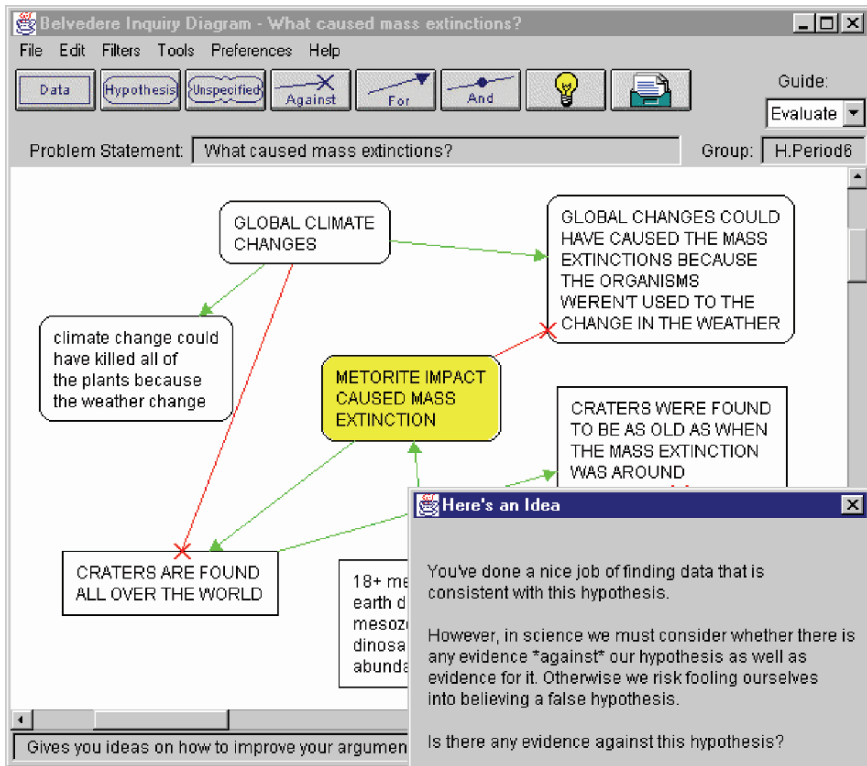 Belvedere Inquiry Diagram - What caused mass extinctions?
File Edit Filters Tools Preferences Help
Data
Hypothesis
Unspecified
Against
For
And
Guide:
Evaluate
Problem Statement: What caused mass extinctions?
Group: H.Period6
GLOBAL CLIMATE
CHANGES
GLOBAL CHANGES COULD
HAVE CAUSED THE MASS
EXTINCTIONS BECAUSE
THE ORGANISMS
WEREN'T USED TO THE
CHANGE IN THE WEATHER
climate change could
have killed all of
the plants because
the weather change
METORITE IMPACT
CAUSED MASS
EXTINCTION
CRATERS WERE FOUND
TO BE AS OLD AS WHEN
THE MASS EXTINCTION
WAS AROUND
CRATERS ARE FOUND
ALL OVER THE WORLD
18+ me
earth d
mesozo
dinosa
abunda
Here's an Idea
You've done a nice job of finding data that is
consistent with this hypothesis.
However, in science we must consider whether there is
any evidence *against* our hypothesis as well as
evidence for it. Otherwise we risk fooling ourselves
into believing a false hypothesis.
Is there any evidence against this hypothesis?
Gives you ideas on how to improve your argumen